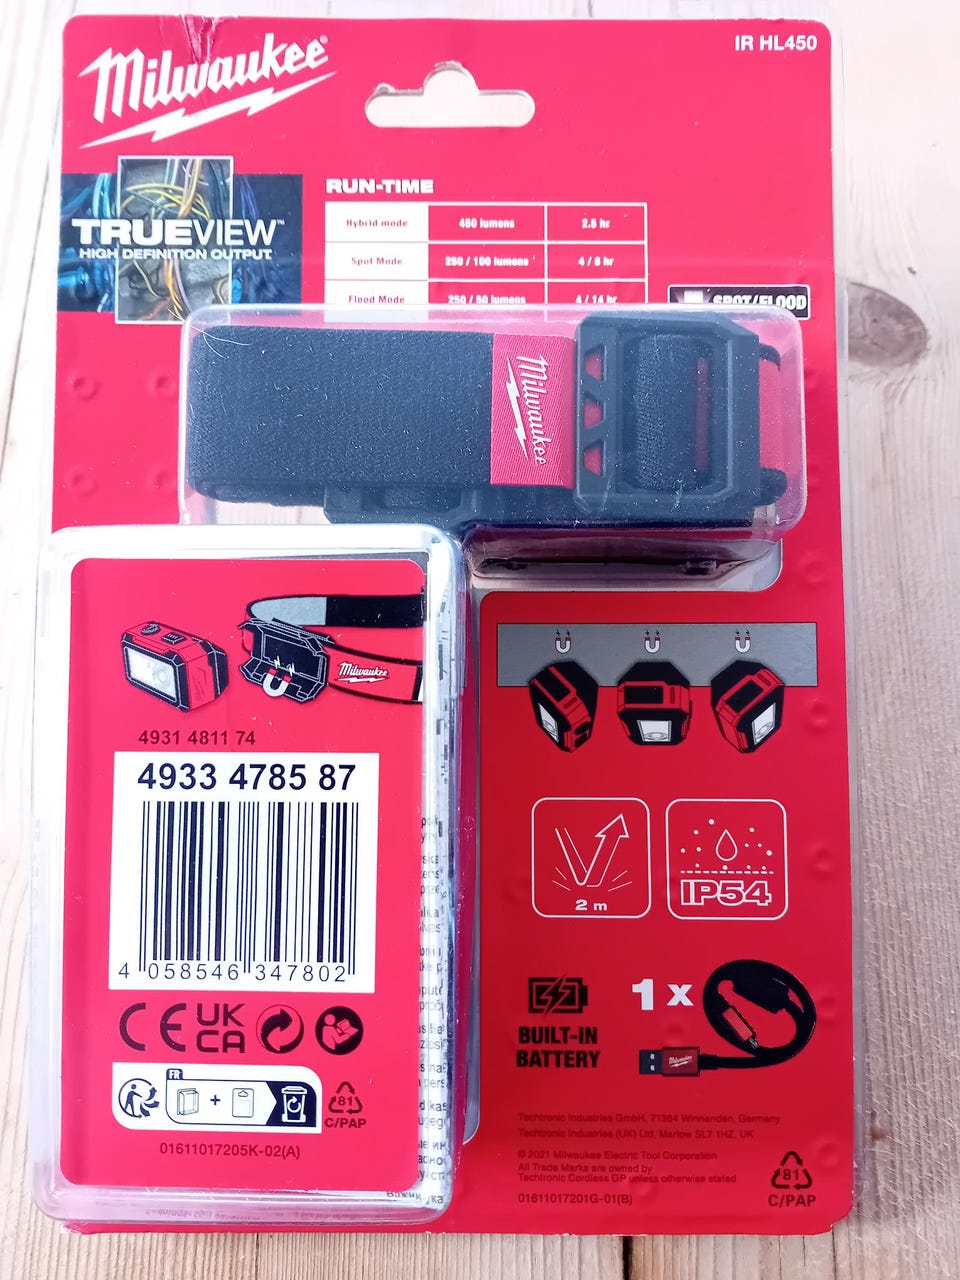 Milwaukee®
IR HL450
TRUEVIEW™
HIGH DEFINITION OUTPUT
RUN-TIME
Hybrid mode 450 lumens 2.5 hr
Spot Mode 250 / 100 lumens 4 / 8 hr
Flood Mode 250 / 50 lumens 4 / 14 hr
SPOT/FLOOD
Milwaukee
Milwaukee
4931 4811 74
4933 4785 87
4 058546 347802
CE UK CA
FR
+
81
C/PAP
01611017205K-02(A)
2 m
IP54
BUILT-IN
BATTERY
1 x
Milwaukee
Techtronic Industries GmbH, 71364 Winnenden, Germany
Techtronic Industries (UK) Ltd, Marlow SL7 1HZ, UK
© 2021 Milwaukee Electric Tool Corporation
All Trade Marks are owned by
Techtronic Cordless GP unless otherwise stated
01611017201G-01(B)
81
C/PAP